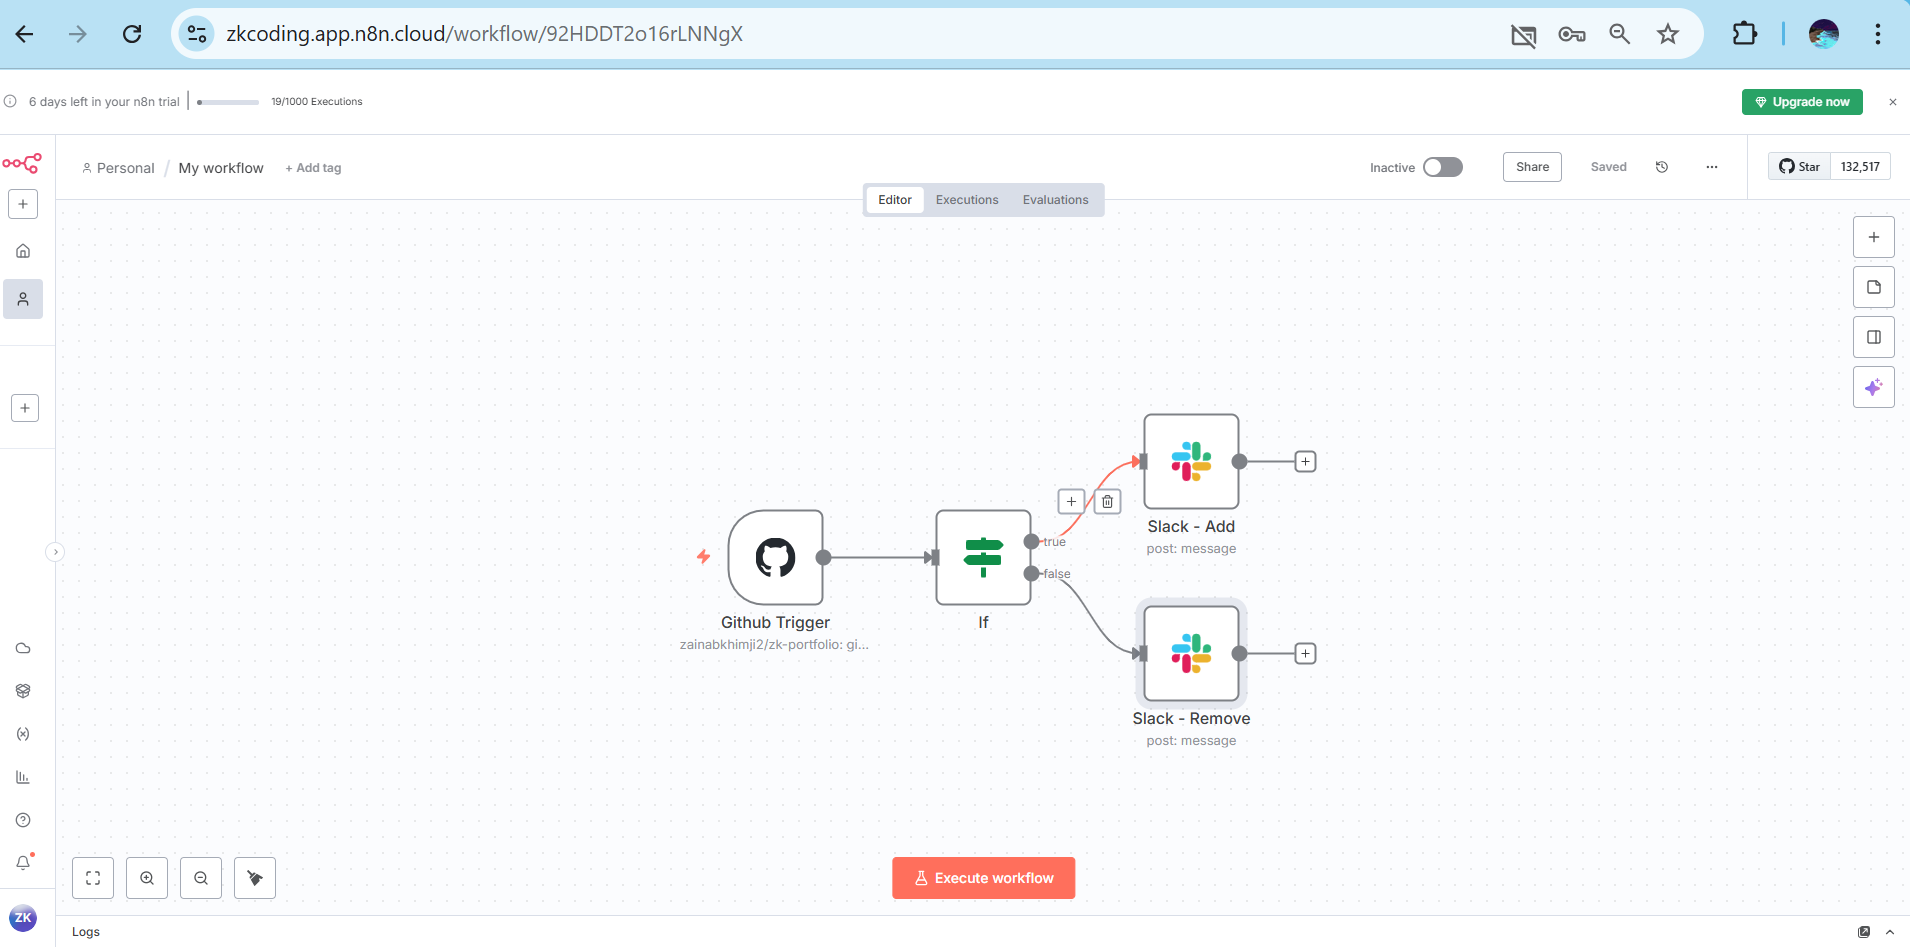 zkcoding.app.n8n.cloud/workflow/92HDDT2o16rLNNgX
6 days left in your n8n trial
19/1000 Executions
Upgrade now
Personal / My workflow
+ Add tag
Inactive
Share
Saved
Star
132,517
Editor
Executions
Evaluations
Slack - Add
post: message
true
false
Github Trigger
zainabkhimji2/zk-portfolio: gi...
If
Slack - Remove
post: message
Execute workflow
ZK
Logs